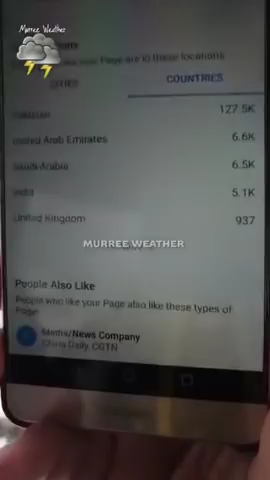 Murree Weather
Page are in these locations
CITIES
COUNTRIES
127.5K
United Arab Emirates
6.6K
Saudi Arabia
6.5K
India
5.1K
United Kingdom
937
MURREE WEATHER
People Also Like
People who like your Page also like these types of
Page
Media/News Company
China Daily, CGTN